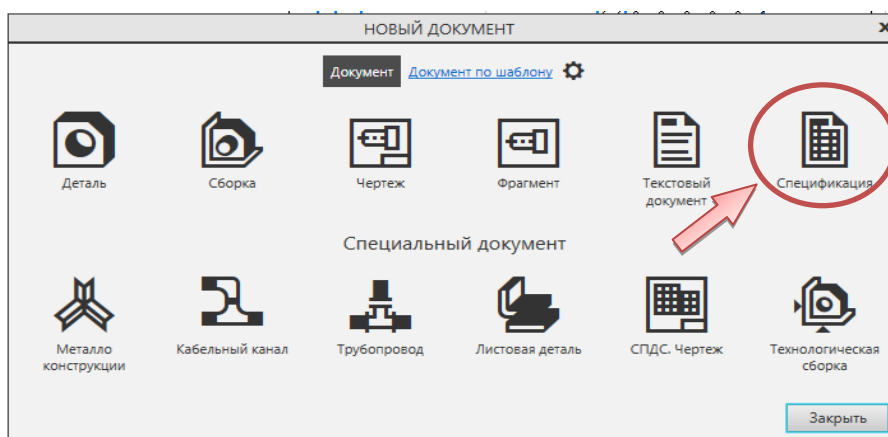 НОВЫЙ ДОКУМЕНТ
x
Документ Документ по шаблону
Деталь Сборка Чертеж Фрагмент Текстовый документ Спецификация
Специальный документ
Металло конструкции Кабельный канал Трубопровод Листовая деталь СПДС. Чертеж Технологическая сборка
Закрыть